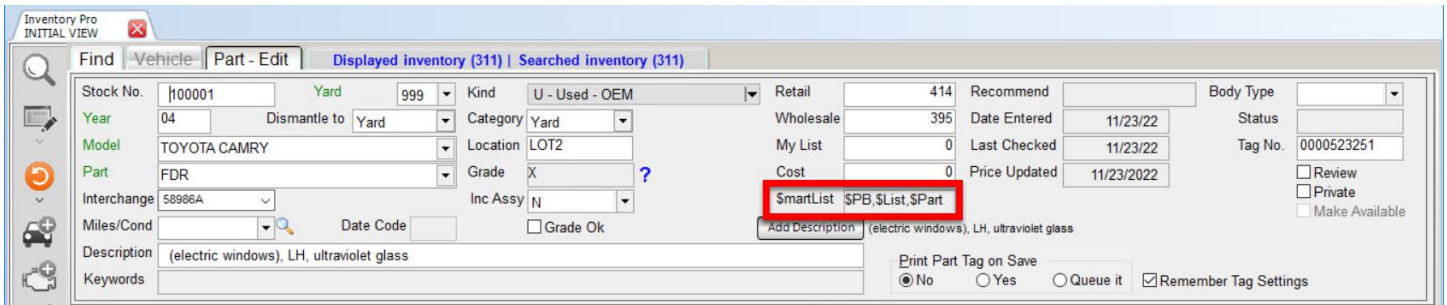 Inventory Pro
INITIAL VIEW
Find Vehicle Part - Edit Displayed inventory (311) | Searched inventory (311)
Stock No. 100001 Yard 999 Kind U - Used - OEM Retail 414 Recommend Body Type
Year 04 Dismantle to Yard Category Yard Wholesale 395 Date Entered 11/23/22 Status
Model TOYOTA CAMRY Location LOT2 My List 0 Last Checked 11/23/22 Tag No. 0000523251
Part FDR Grade X ? Cost 0 Price Updated 11/23/2022 Review
Interchange 58986A Inc Assy N $martList $PB,$List,$Part Private
Make Available
Miles/Cond Date Code Grade Ok Add Description (electric windows), LH, ultraviolet glass
Description (electric windows), LH, ultraviolet glass Print Part Tag on Save
Keywords No Yes Queue it Remember Tag Settings